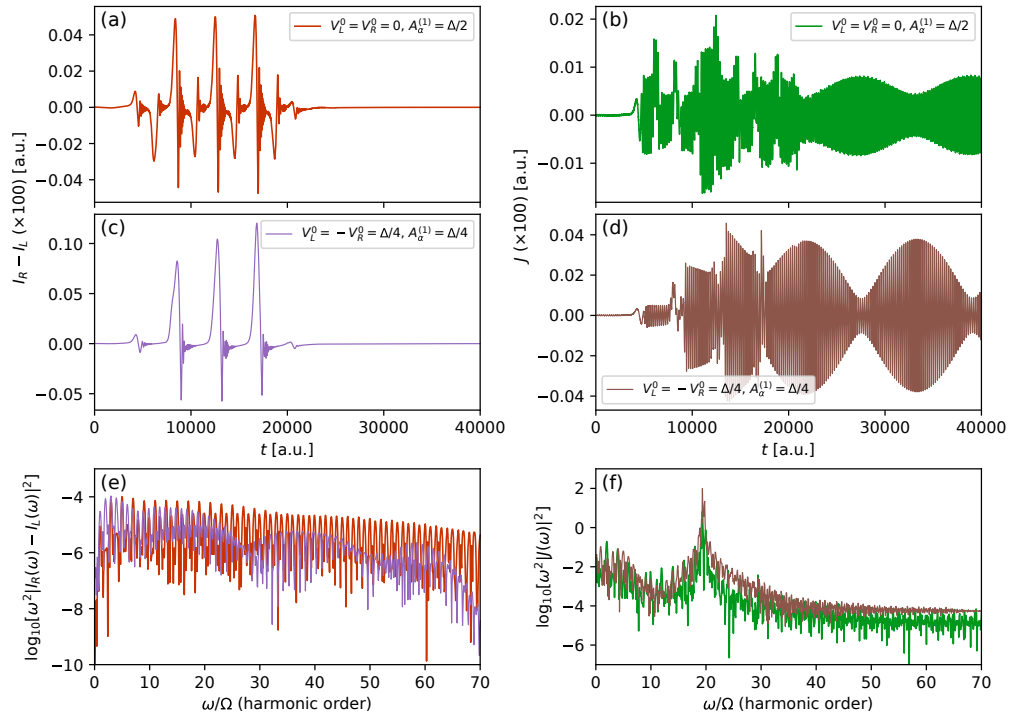 (a)
V_L^0 = V_R^0 = 0, A_α^(1) = Δ/2
0.04
0.02
0.00
−0.02
−0.04
(b)
V_L^0 = V_R^0 = 0, A_α^(1) = Δ/2
0.02
0.01
0.00
−0.01
I_R − I_L (×100) [a.u.]
J (×100) [a.u.]
(c)
V_L^0 = −V_R^0 = Δ/4, A_α^(1) = Δ/4
0.10
0.05
0.00
−0.05
0 10000 20000 30000 40000
t [a.u.]
(d)
V_L^0 = −V_R^0 = Δ/4, A_α^(1) = Δ/4
0.04
0.02
0.00
−0.02
−0.04
0 10000 20000 30000 40000
t [a.u.]
(e)
log₁₀[ω²|I_R(ω) − I_L(ω)|²]
−4
−6
−8
−10
0 10 20 30 40 50 60 70
ω/Ω (harmonic order)
(f)
log₁₀[ω²|J(ω)|²]
2
0
−2
−4
−6
0 10 20 30 40 50 60 70
ω/Ω (harmonic order)